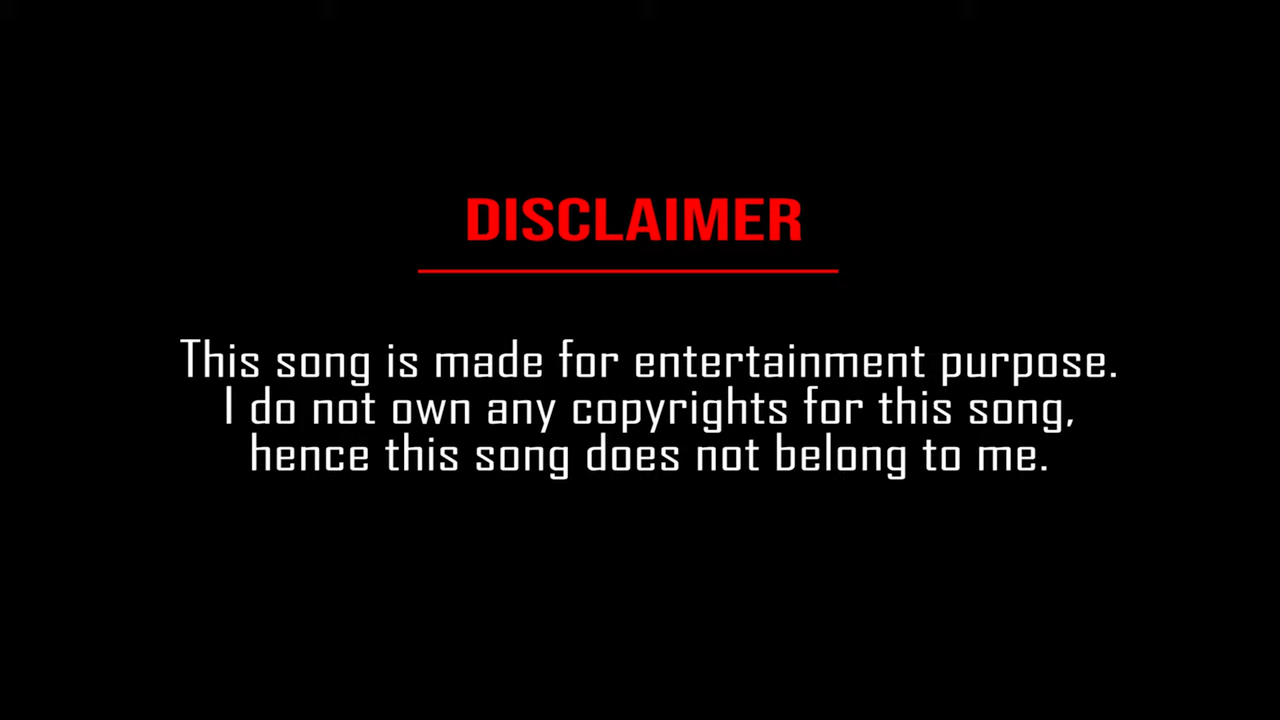 DISCLAIMER
This song is made for entertainment purpose.
I do not own any copyrights for this song,
hence this song does not belong to me.